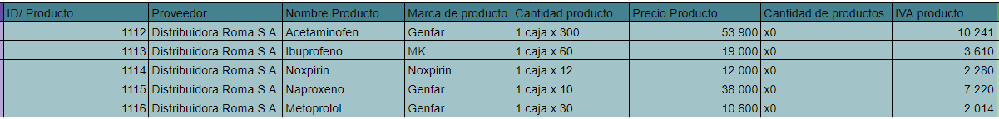 ID/ Producto Proveedor Nombre Producto Marca de producto Cantidad producto Precio Producto Cantidad de productos IVA producto
1112 Distribuidora Roma S.A Acetaminofen Genfar 1 caja x 300 53.900 x0 10.241
1113 Distribuidora Roma S.A Ibuprofeno MK 1 caja x 60 19.000 x0 3.610
1114 Distribuidora Roma S.A Noxpirin Noxpirin 1 caja x 12 12.000 x0 2.280
1115 Distribuidora Roma S.A Naproxeno Genfar 1 caja x 10 38.000 x0 7.220
1116 Distribuidora Roma S.A Metoprolol Genfar 1 caja x 30 10.600 x0 2.014